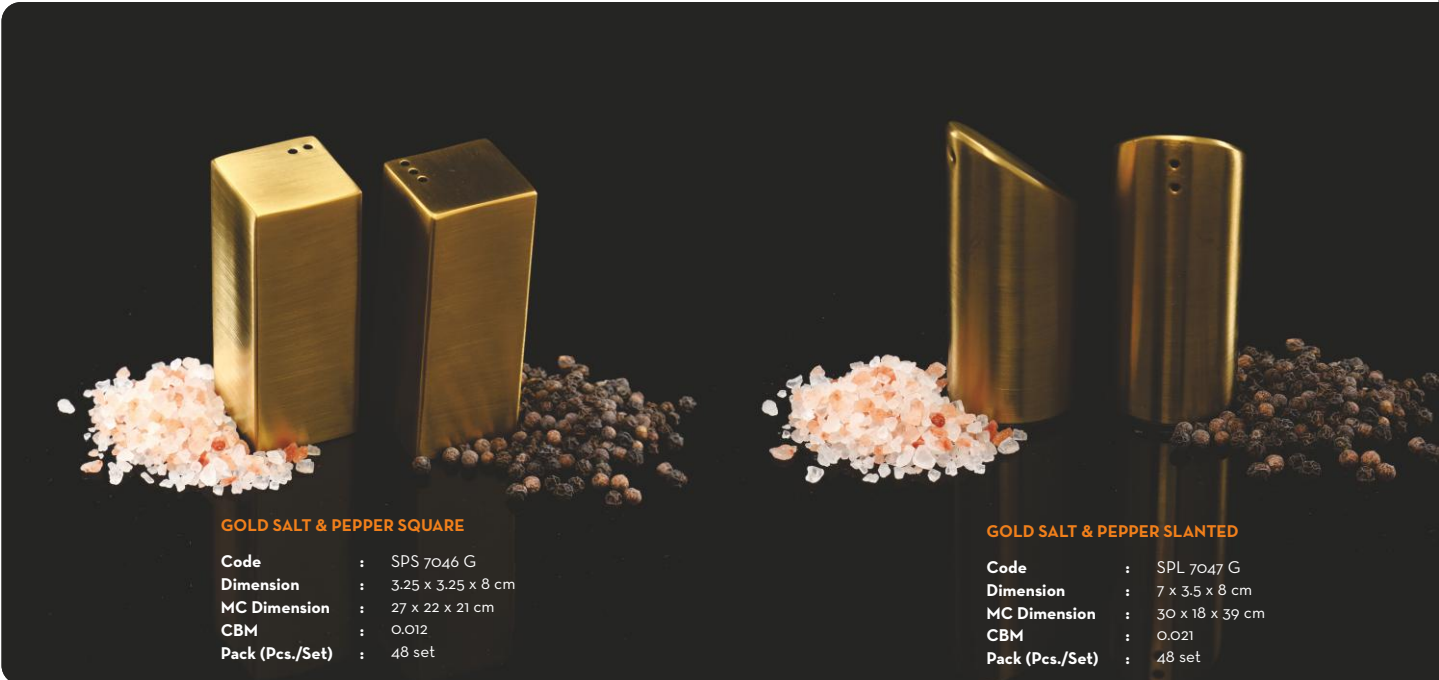 GOLD SALT & PEPPER SQUARE
Code : SPS 7046 G
Dimension : 3.25 x 3.25 x 8 cm
MC Dimension : 27 x 22 x 21 cm
CBM : 0.012
Pack (Pcs./Set) : 48 set
GOLD SALT & PEPPER SLANTED
Code : SPL 7047 G
Dimension : 7 x 3.5 x 8 cm
MC Dimension : 30 x 18 x 39 cm
CBM : 0.021
Pack (Pcs./Set) : 48 set